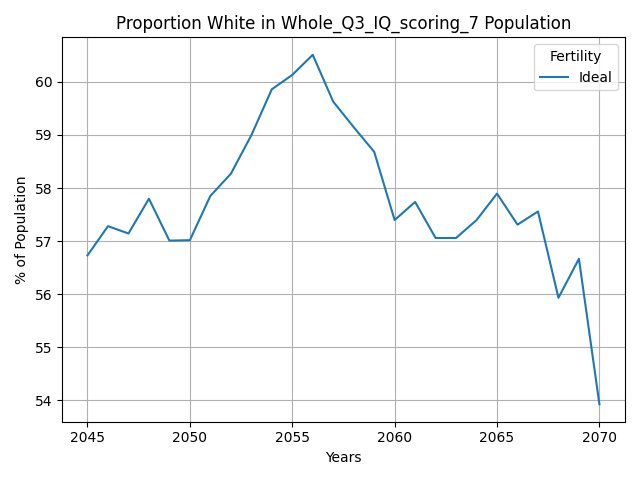 Proportion White in Whole_Q3_IQ_scoring_7 Population
Fertility
Ideal
% of Population
60
59
58
57
56
55
54
2045
2050
2055
2060
2065
2070
Years